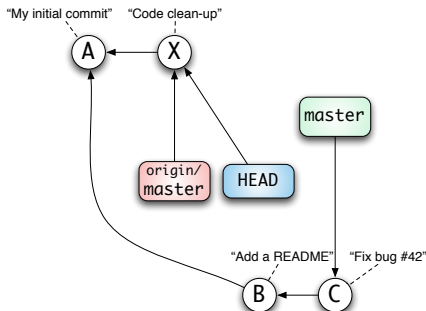 “My initial commit” “Code clean-up”
A X
master
origin/
master
HEAD
“Add a README” “Fix bug #42”
B C